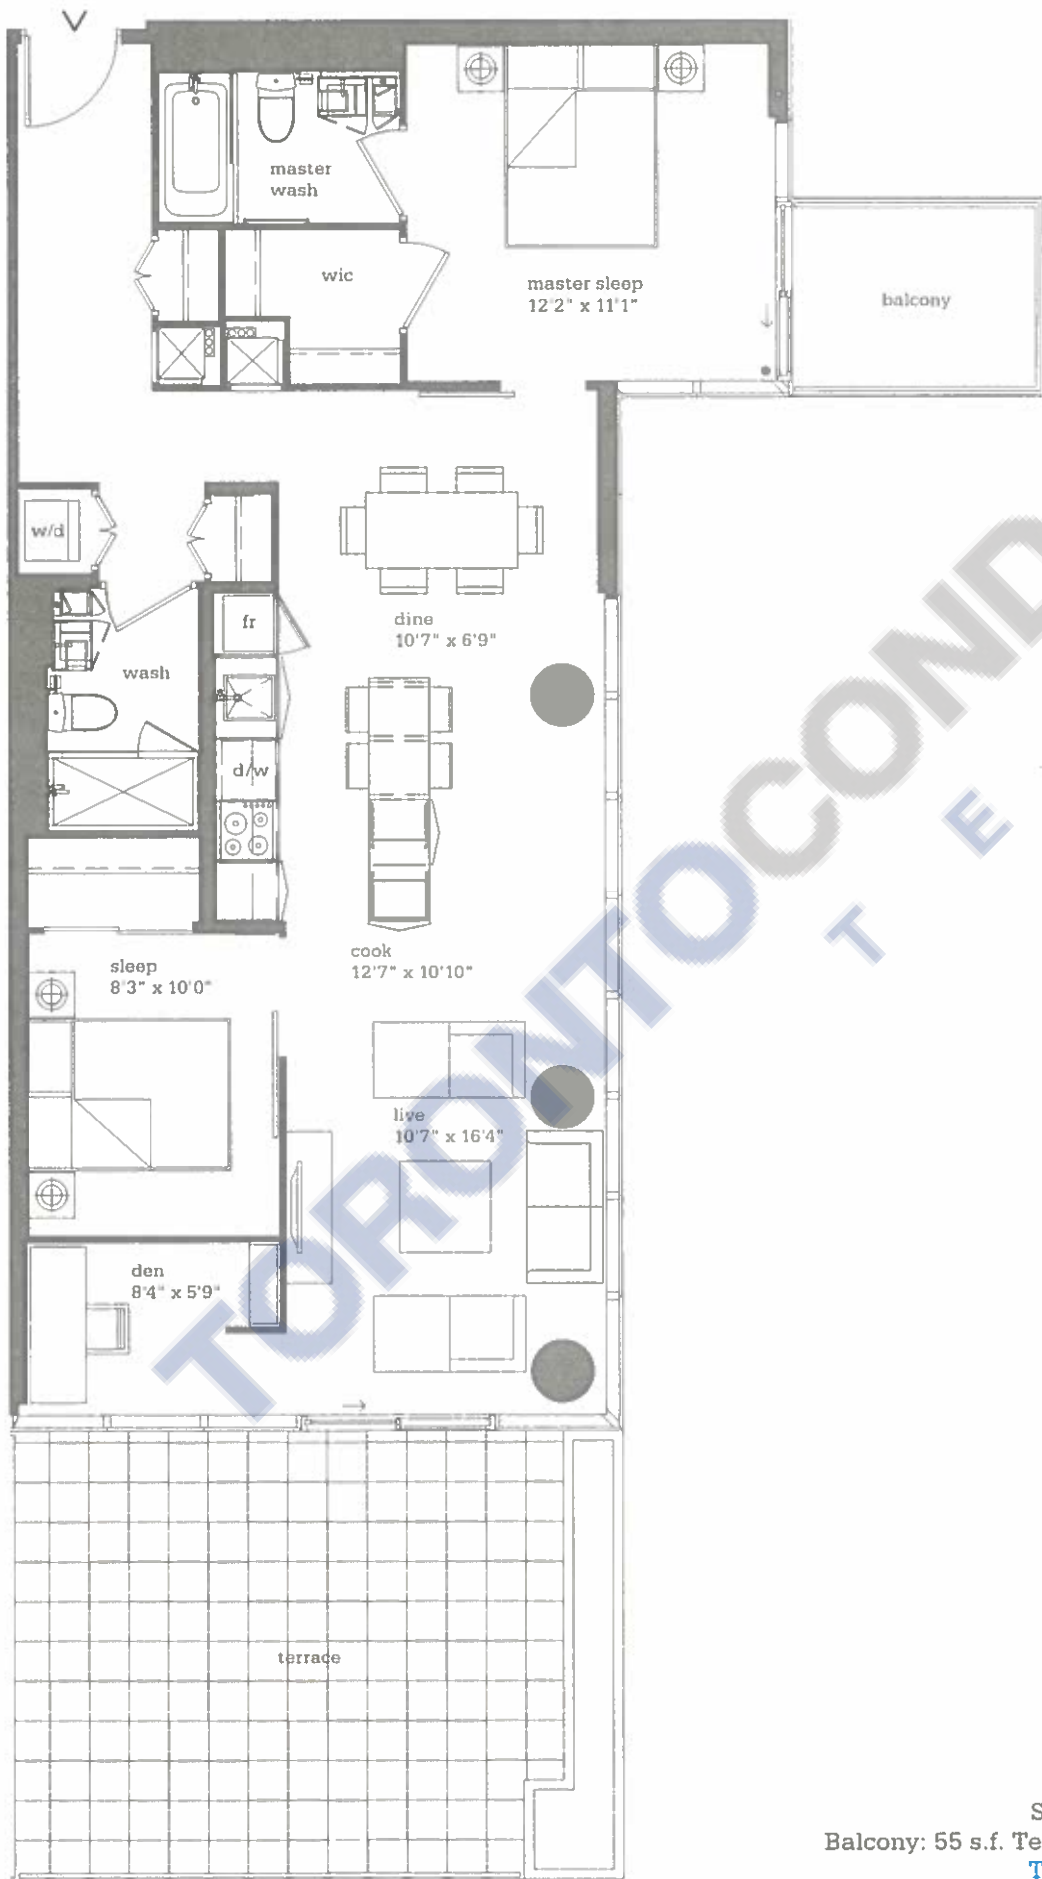 master
wash
wic
master sleep
12'2" x 11'1"
balcony
w/d
fr
dine
10'7" x 6'9"
wash
d/w
cook
12'7" x 10'10"
sleep
8'3" x 10'0"
live
10'7" x 16'4"
den
8'4" x 5'9"
TORONTOCOND
T E
terrace
S
Balcony: 55 s.f. Te
T